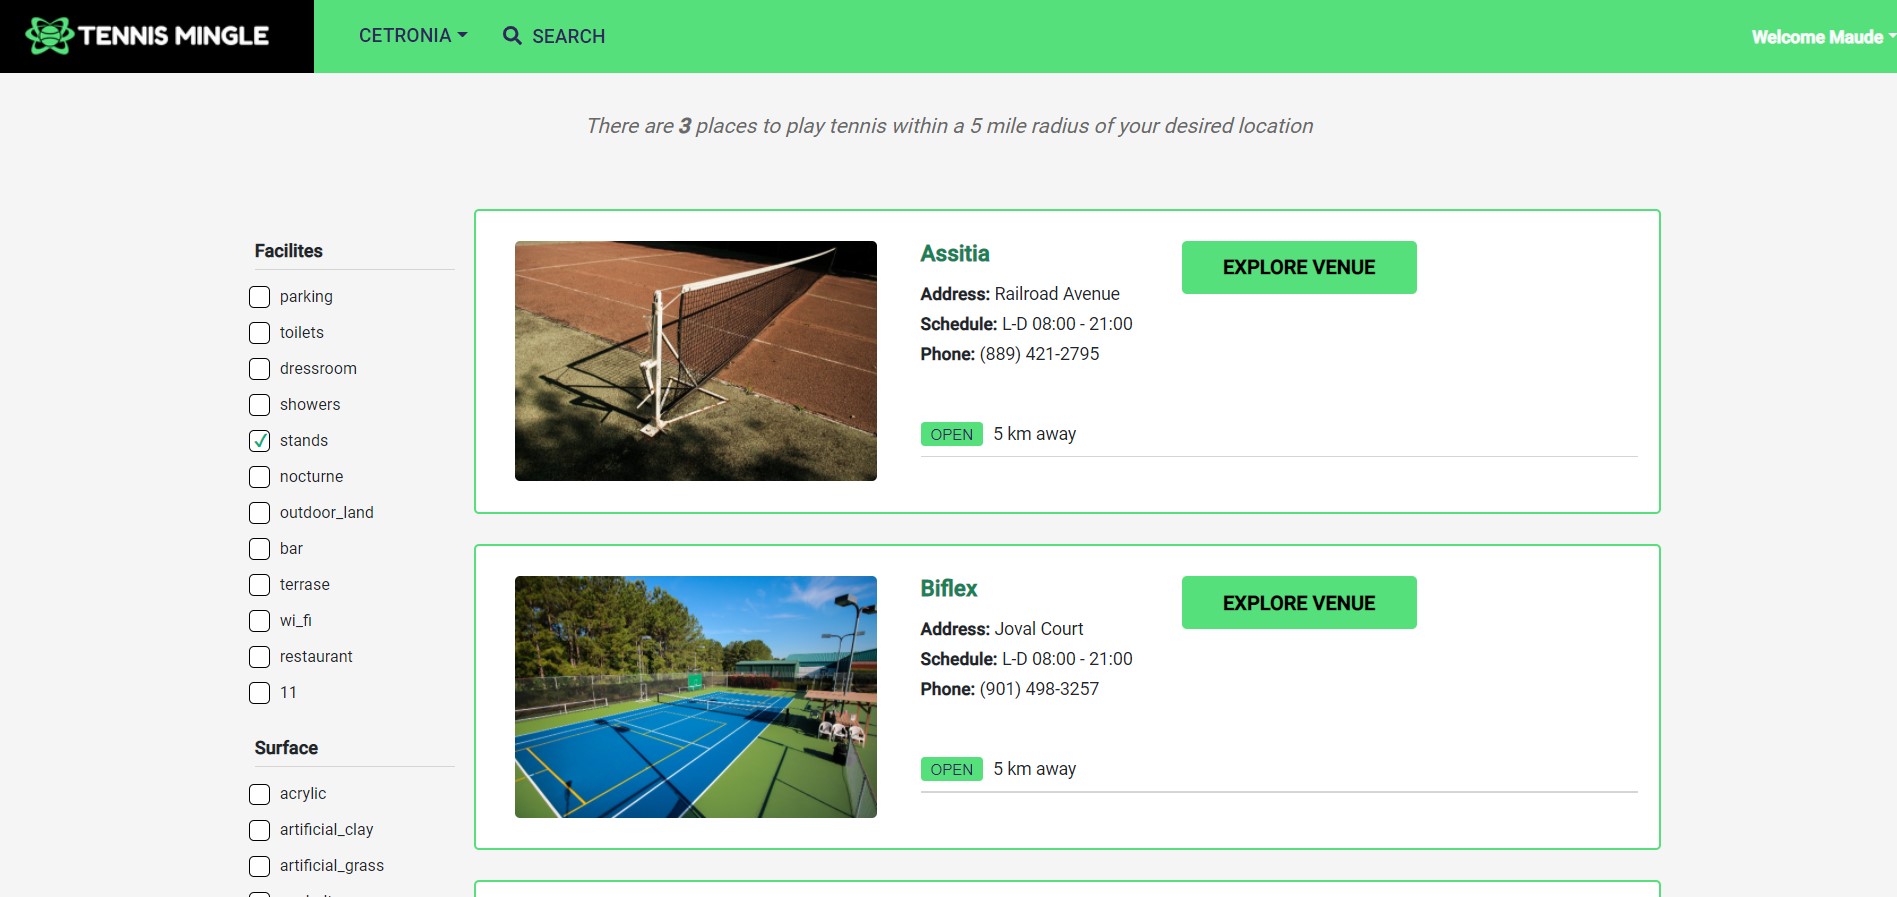 TENNIS MINGLE
CETRONIA
SEARCH
Welcome Maude
There are 3 places to play tennis within a 5 mile radius of your desired location
Facilites
parking
toilets
dressroom
showers
stands
nocturne
outdoor_land
bar
terrase
wi_fi
restaurant
11
Surface
acrylic
artificial_clay
artificial_grass
Assitia
Address: Railroad Avenue
Schedule: L-D 08:00 - 21:00
Phone: (889) 421-2795
OPEN 5 km away
EXPLORE VENUE
Biflex
Address: Joval Court
Schedule: L-D 08:00 - 21:00
Phone: (901) 498-3257
OPEN 5 km away
EXPLORE VENUE